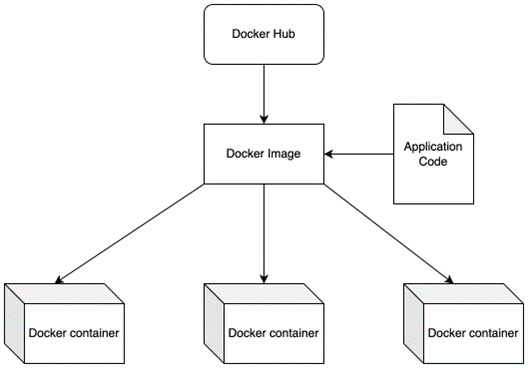 Docker Hub
Docker Image
Application
Code
Docker container
Docker container
Docker container